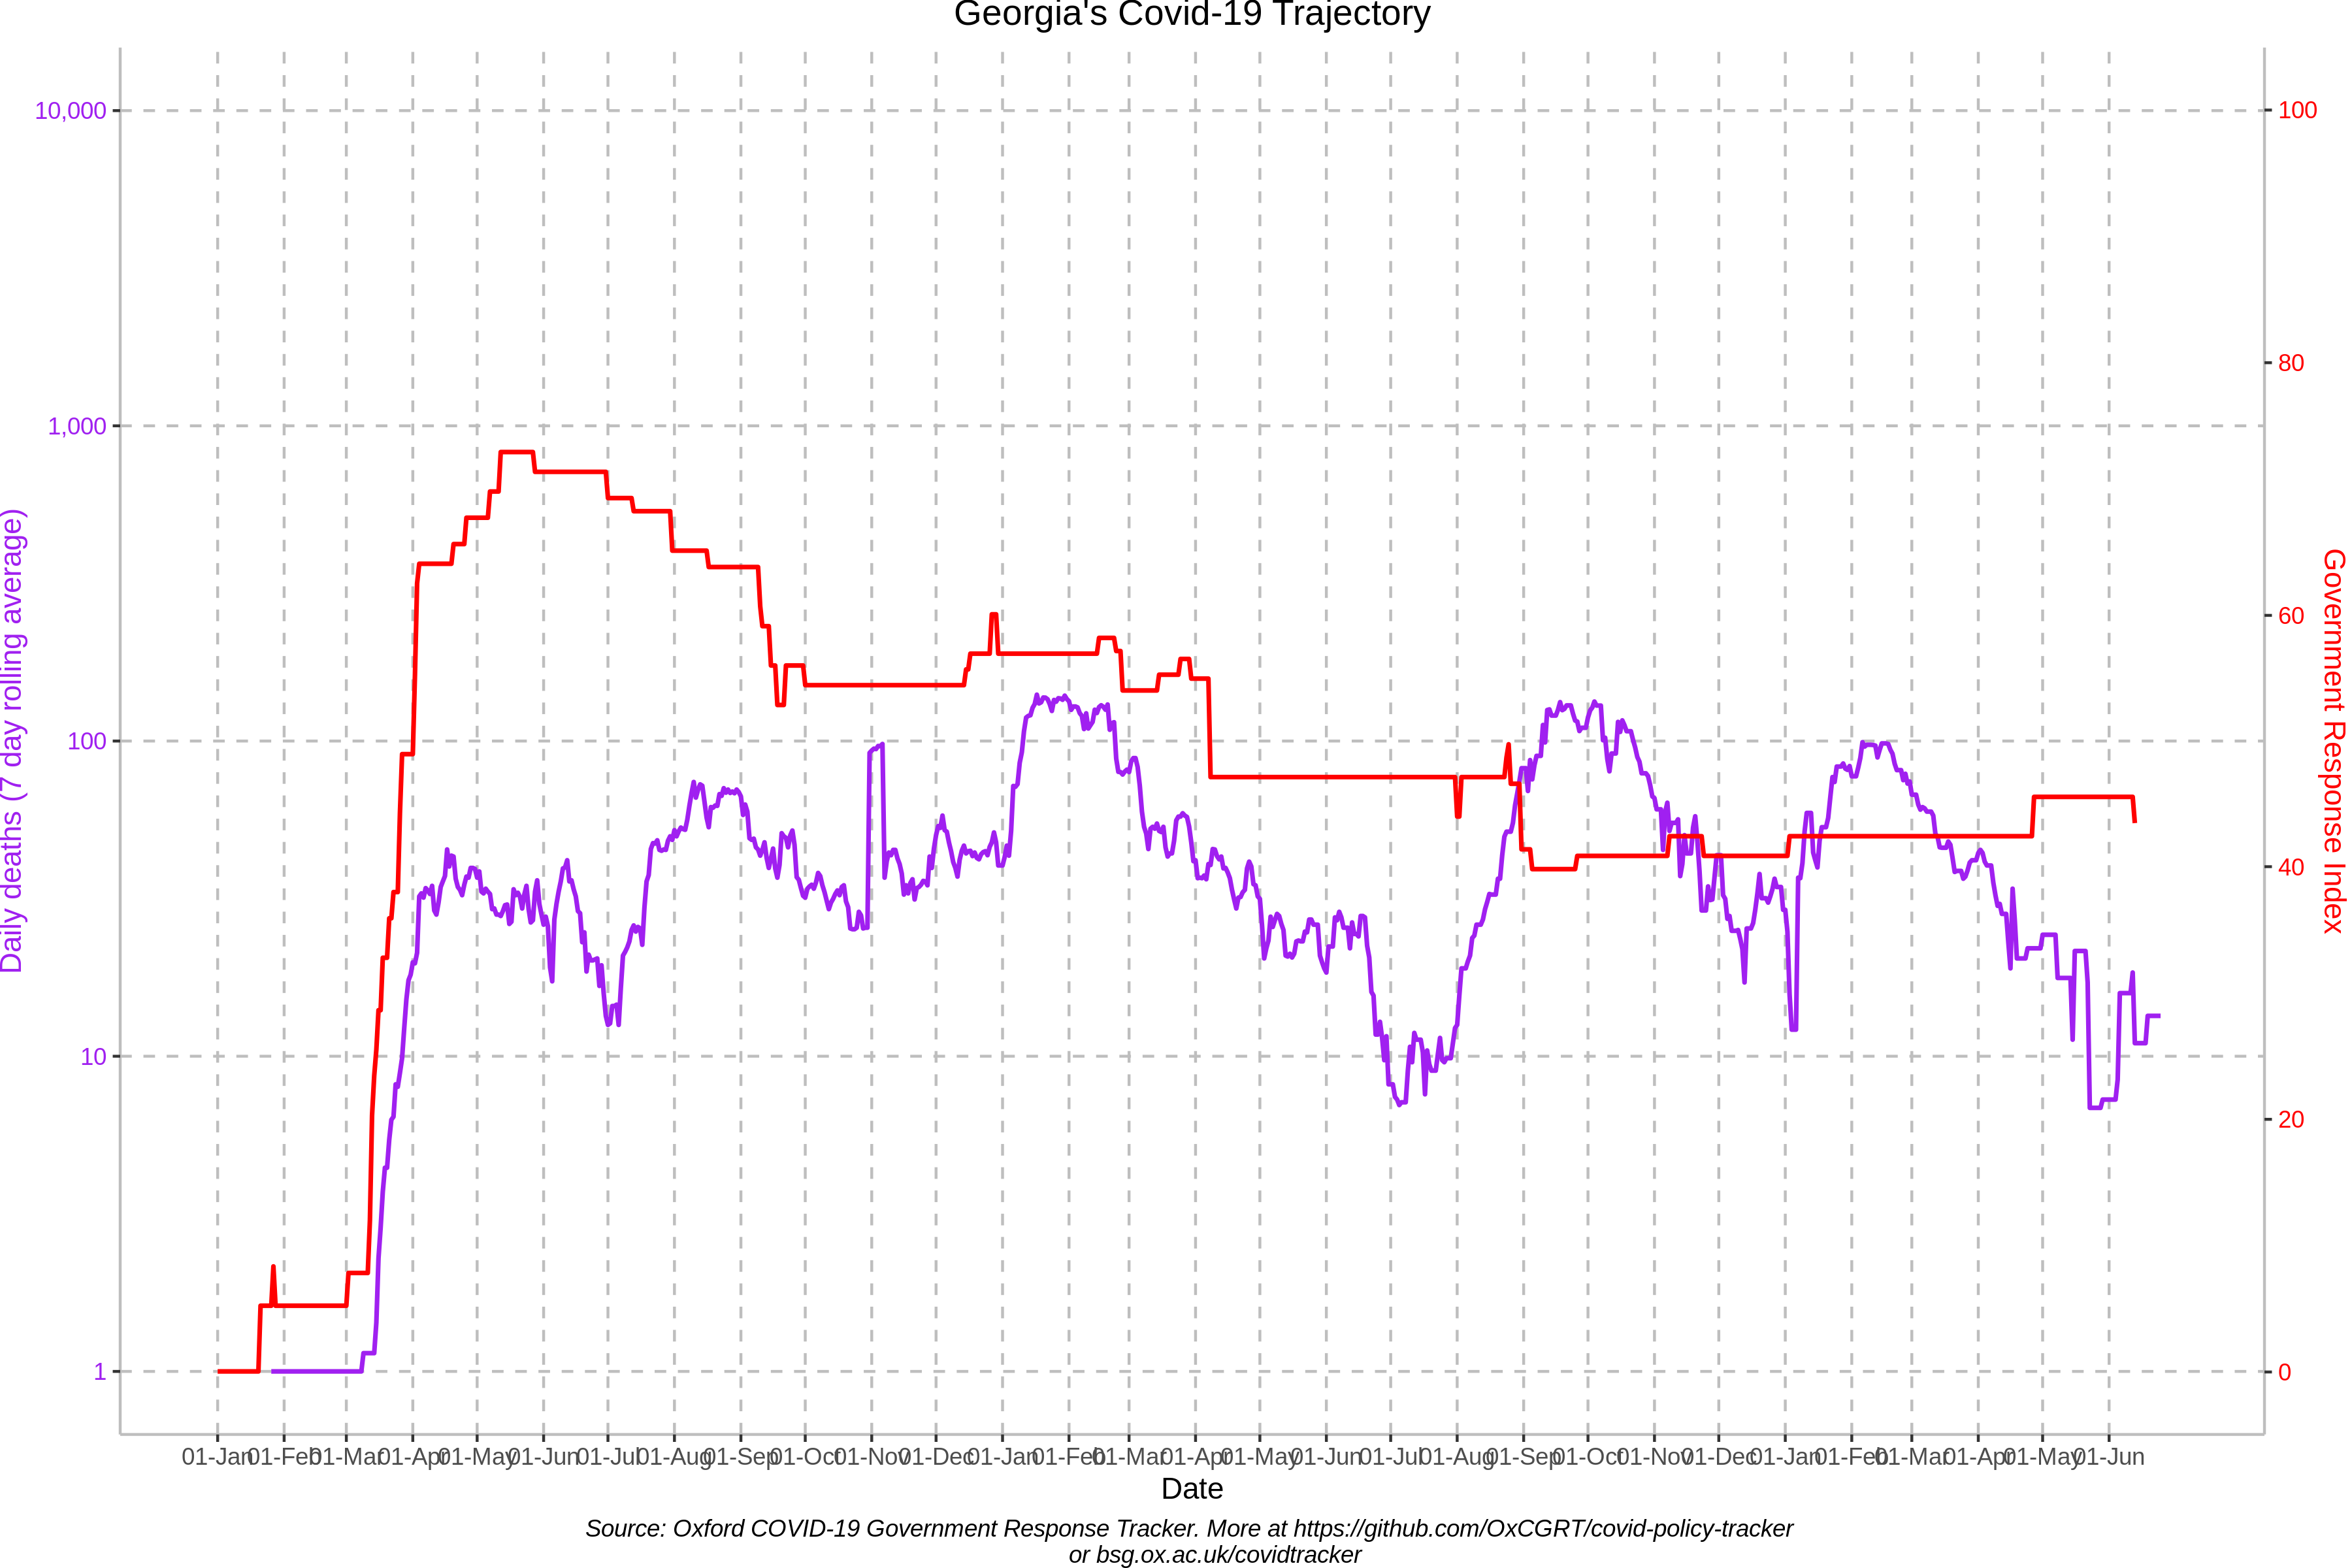 Georgia's Covid-19 Trajectory
10,000
1,000
100
10
1
Daily deaths (7 day rolling average)
100
80
60
40
20
0
Government Response Index
01-Jan 01-Feb 01-Mar 01-Apr 01-May 01-Jun 01-Jul 01-Aug 01-Sep 01-Oct 01-Nov 01-Dec 01-Jan 01-Feb 01-Mar 01-Apr 01-May 01-Jun 01-Jul 01-Aug 01-Sep 01-Oct 01-Nov 01-Dec 01-Jan 01-Feb 01-Mar 01-Apr 01-May 01-Jun
Date
Source: Oxford COVID-19 Government Response Tracker. More at https://github.com/OxCGRT/covid-policy-tracker
or bsg.ox.ac.uk/covidtracker